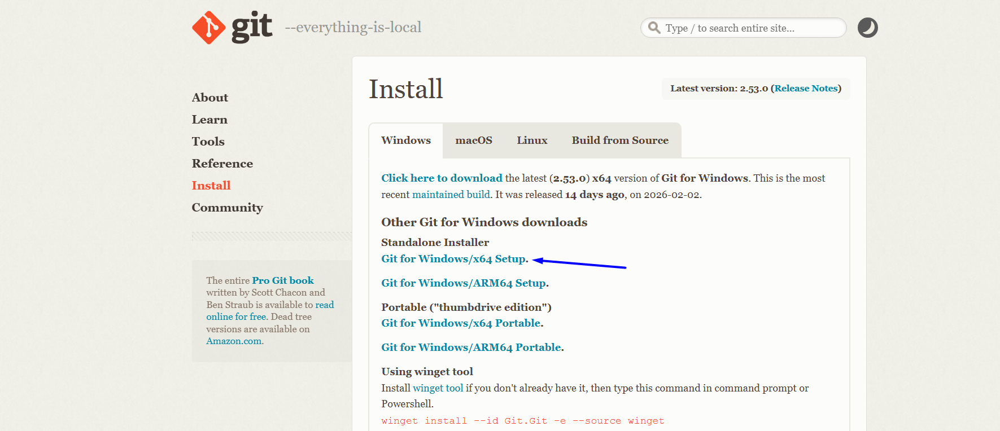 git --everything-is-local
Type / to search entire site...
About
Learn
Tools
Reference
Install
Community
The entire Pro Git book
written by Scott Chacon and
Ben Straub is available to read
online for free. Dead tree
versions are available on
Amazon.com.
Install
Latest version: 2.53.0 (Release Notes)
Windows macOS Linux Build from Source
Click here to download the latest (2.53.0) x64 version of Git for Windows. This is the most
recent maintained build. It was released 14 days ago, on 2026-02-02.
Other Git for Windows downloads
Standalone Installer
Git for Windows/x64 Setup.
Git for Windows/ARM64 Setup.
Portable ("thumbdrive edition")
Git for Windows/x64 Portable.
Git for Windows/ARM64 Portable.
Using winget tool
Install winget tool if you don't already have it, then type this command in command prompt or
Powershell.
winget install --id Git.Git -e --source winget